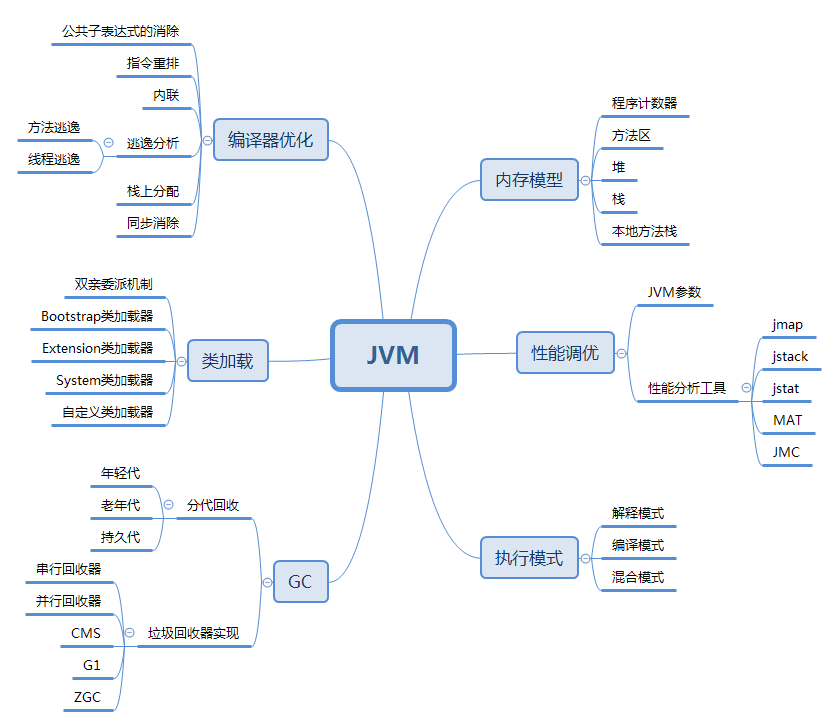 JVM
编译器优化
公共子表达式的消除
指令重排
内联
逃逸分析
方法逃逸
线程逃逸
栈上分配
同步消除
类加载
双亲委派机制
Bootstrap类加载器
Extension类加载器
System类加载器
自定义类加载器
GC
分代回收
年轻代
老年代
持久代
垃圾回收器实现
串行回收器
并行回收器
CMS
G1
ZGC
内存模型
程序计数器
方法区
堆
栈
本地方法栈
性能调优
JVM参数
性能分析工具
jmap
jstack
jstat
MAT
JMC
执行模式
解释模式
编译模式
混合模式